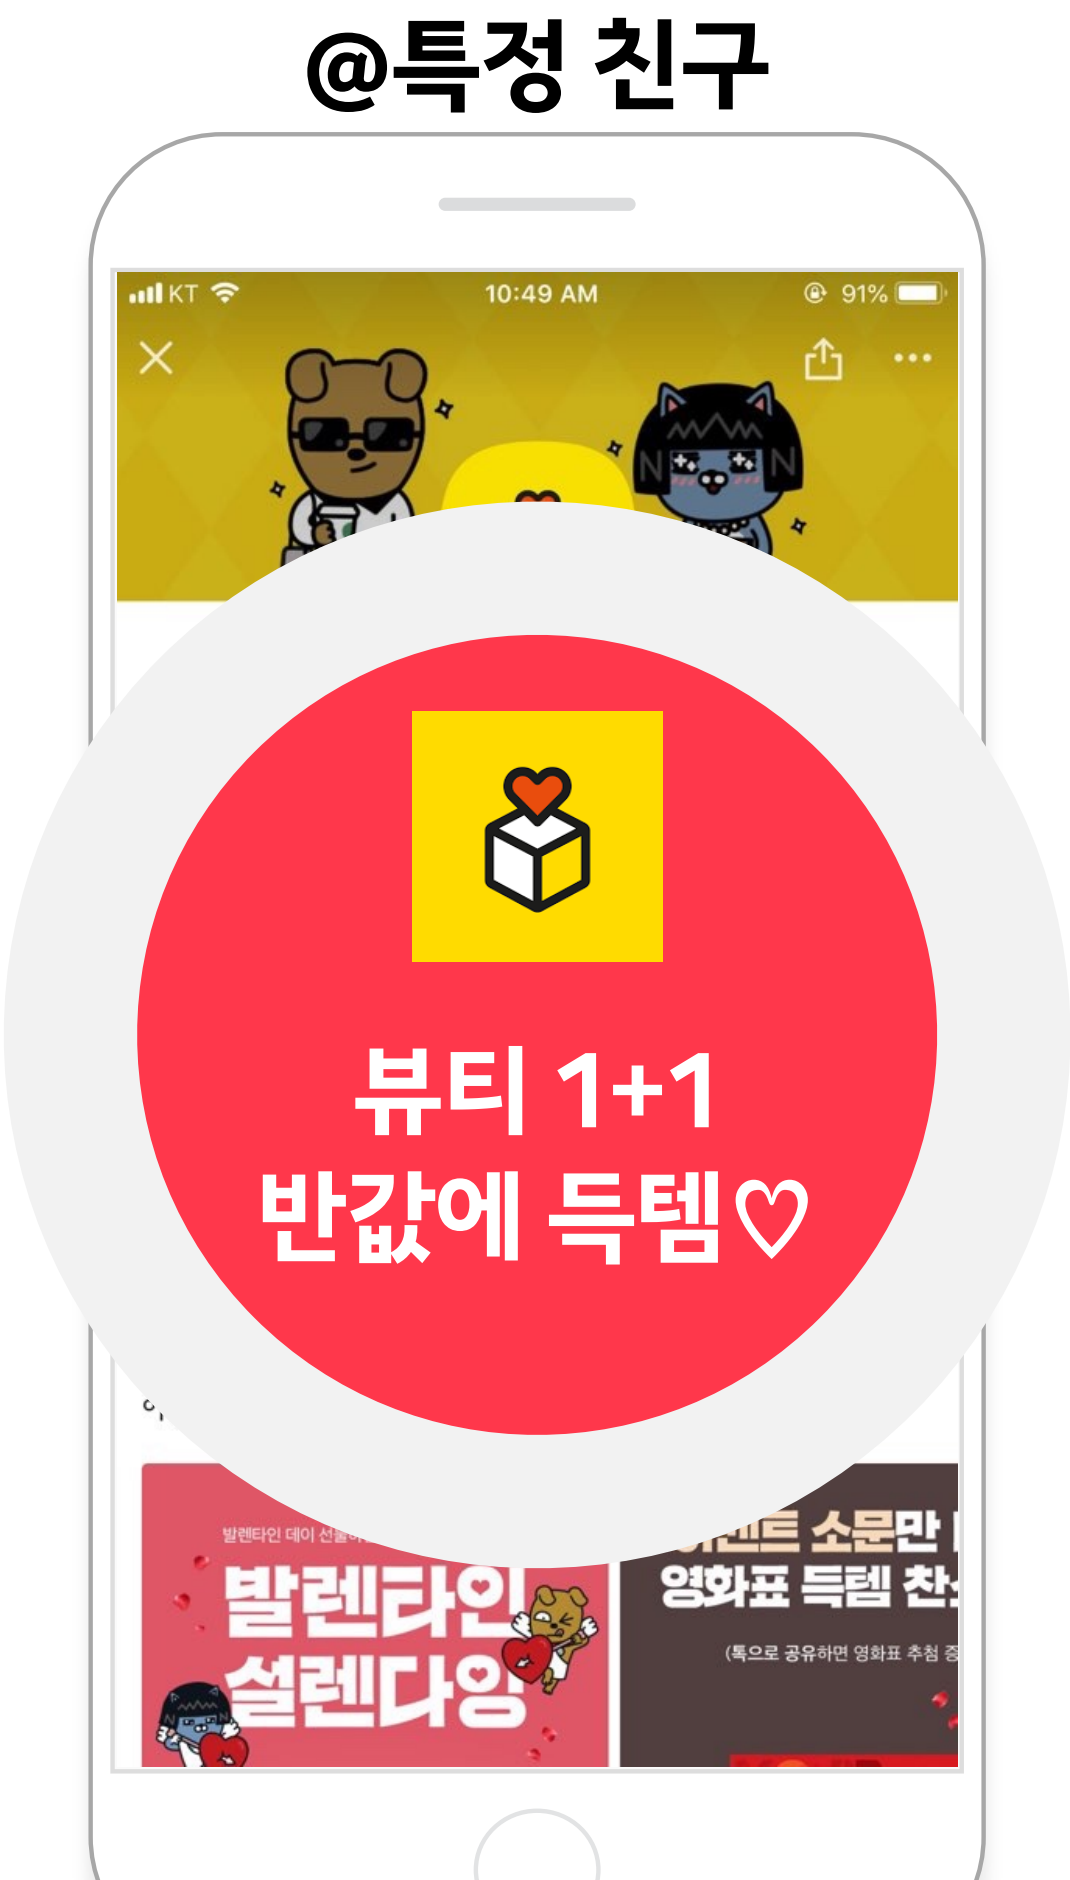 @특정 친구
KT 10:49 AM 91%
뷰티 1+1
반값에 득템♡
발렌타인 데이
발렌타인
설렌다잉
소문만
영화표 득템
(톡으로 공유하면 영화표 추첨